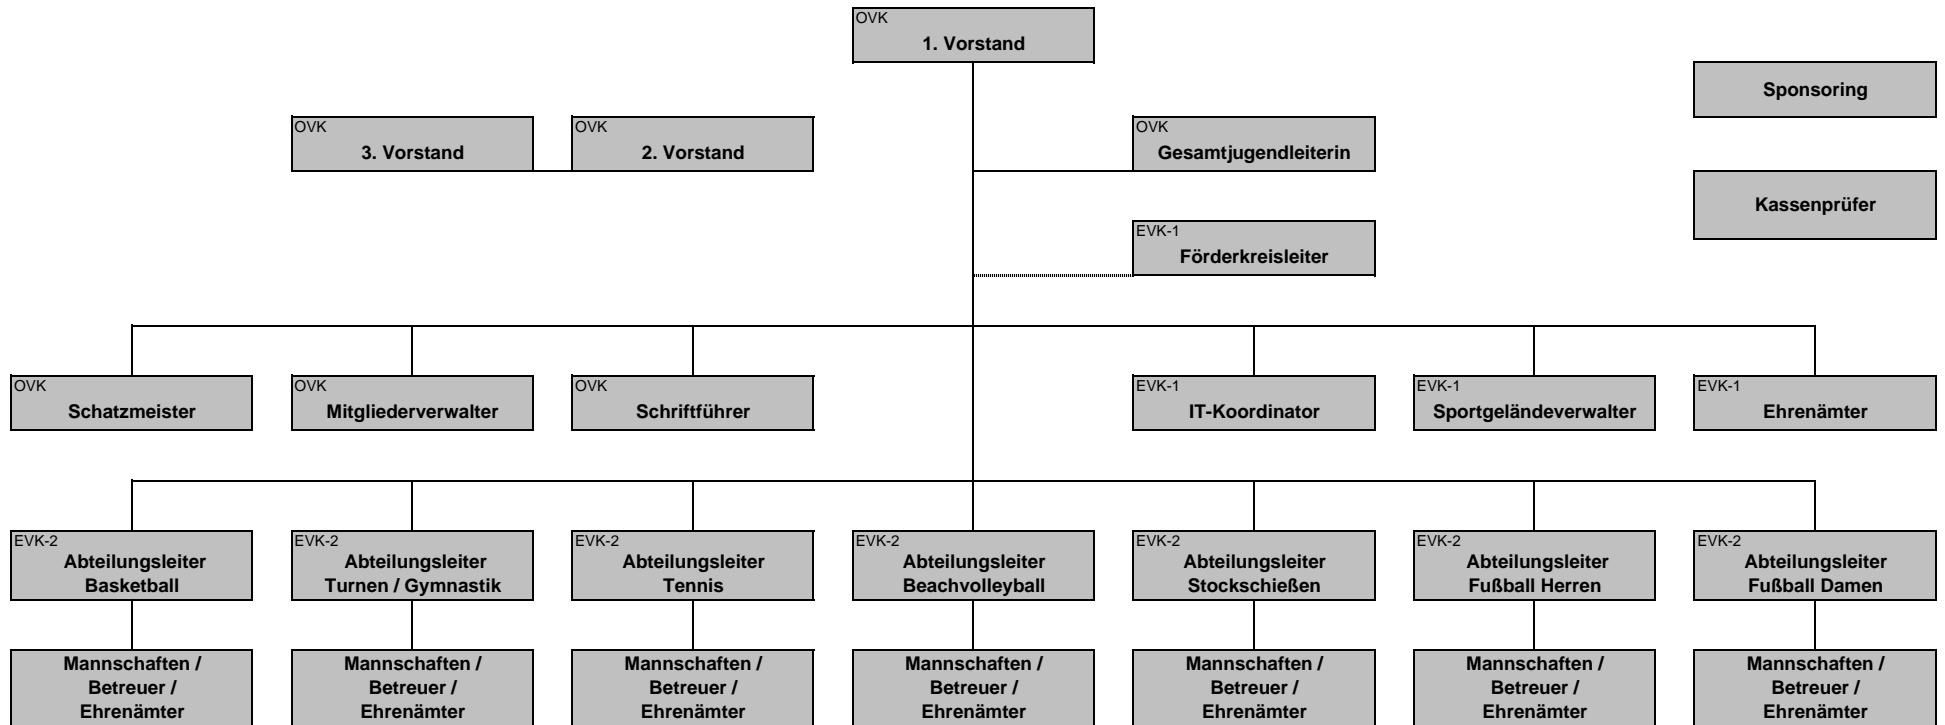 OVK
1. Vorstand
Sponsoring
OVK
3. Vorstand
OVK
2. Vorstand
OVK
Gesamtjugendleiterin
Kassenprüfer
EVK-1
Förderkreisleiter
OVK
Schatzmeister
OVK
Mitgliederverwalter
OVK
Schriftführer
EVK-1
IT-Koordinator
EVK-1
Sportgeländeverwalter
EVK-1
Ehrenämter
EVK-2
Abteilungsleiter
Basketball
EVK-2
Abteilungsleiter
Turnen / Gymnastik
EVK-2
Abteilungsleiter
Tennis
EVK-2
Abteilungsleiter
Beachvolleyball
EVK-2
Abteilungsleiter
Stockschießen
EVK-2
Abteilungsleiter
Fußball Herren
EVK-2
Abteilungsleiter
Fußball Damen
Mannschaften /
Betreuer /
Ehrenämter
Mannschaften /
Betreuer /
Ehrenämter
Mannschaften /
Betreuer /
Ehrenämter
Mannschaften /
Betreuer /
Ehrenämter
Mannschaften /
Betreuer /
Ehrenämter
Mannschaften /
Betreuer /
Ehrenämter
Mannschaften /
Betreuer /
Ehrenämter